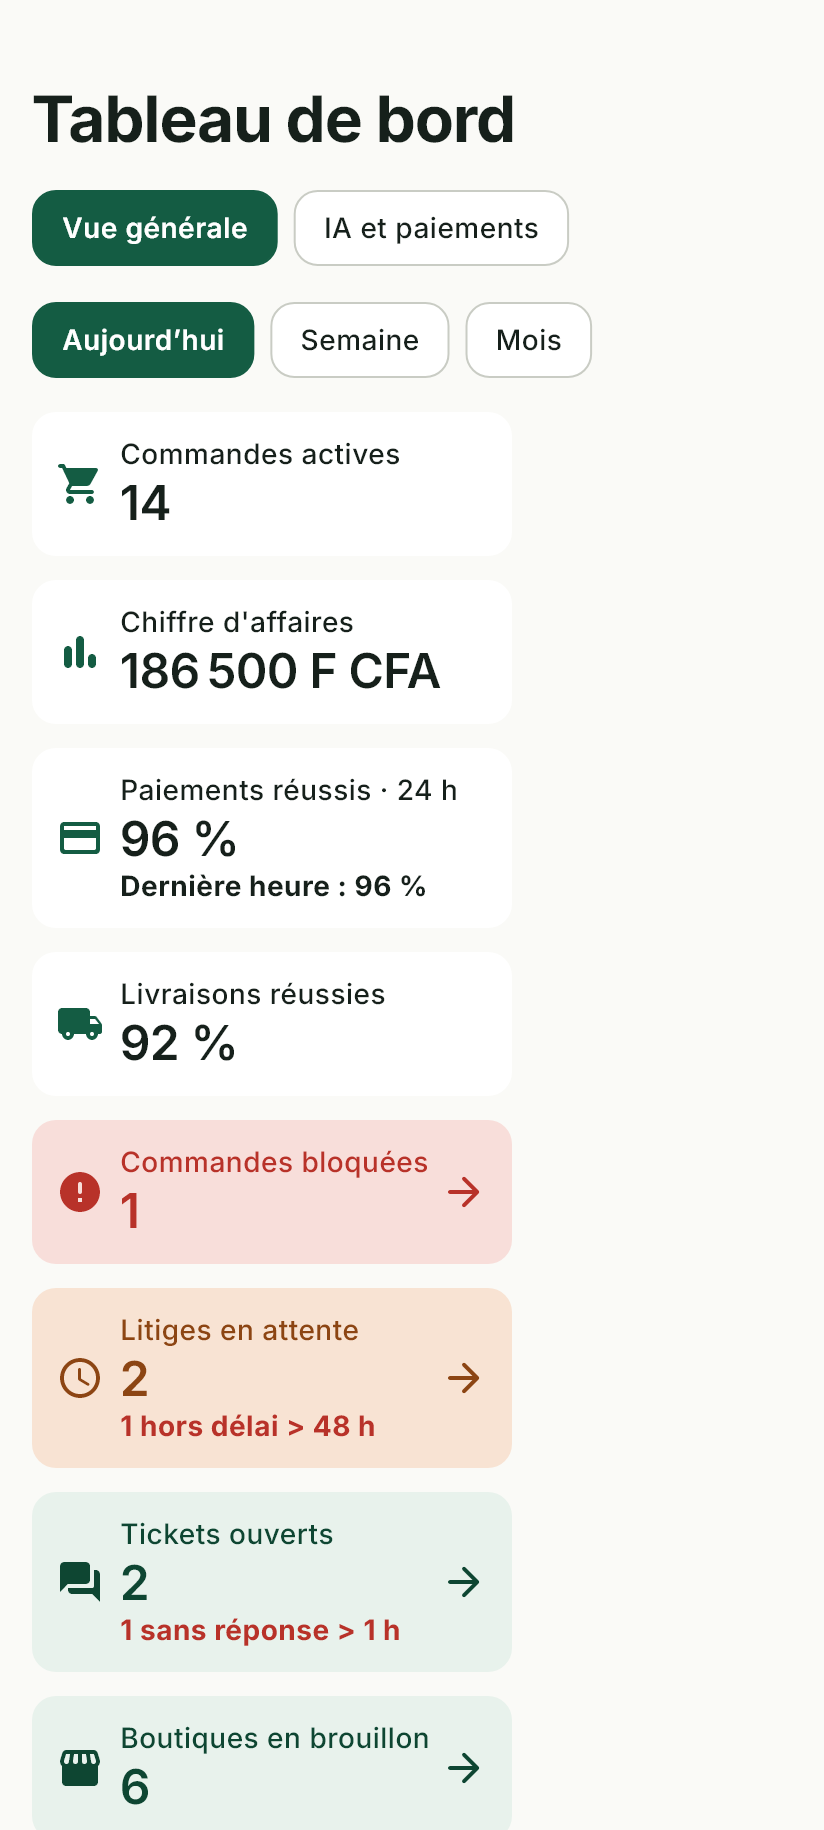 Tableau de bord
Vue générale
IA et paiements
Aujourd’hui
Semaine
Mois
Commandes actives
14
Chiffre d'affaires
186 500 F CFA
Paiements réussis · 24 h
96 %
Dernière heure : 96 %
Livraisons réussies
92 %
Commandes bloquées
1
Litiges en attente
2
1 hors délai > 48 h
Tickets ouverts
2
1 sans réponse > 1 h
Boutiques en brouillon
6